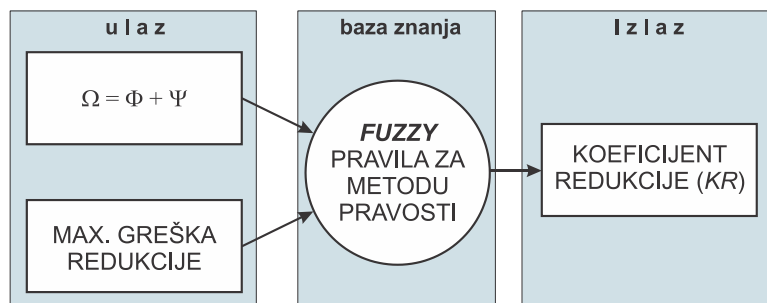 u l a z
Ω = Φ + Ψ
MAX. GREŠKA
REDUKCIJE
baza znanja
FUZZY
PRAVILA ZA
METODU
PRAVOSTI
I z l a z
KOEFICIJENT
REDUKCIJE (KR)